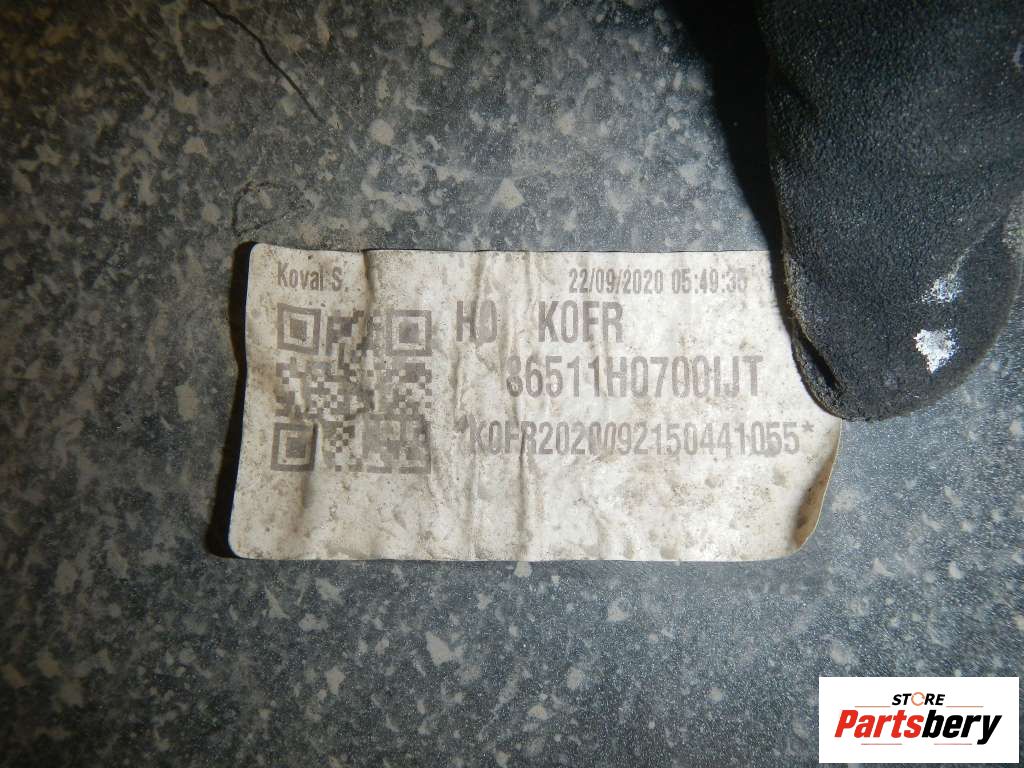 Koval S. 22/09/2020 05:49:35
H0 K0FR
86511H0700IJT
*K0FR2020092150441055*
STORE
Partsbery